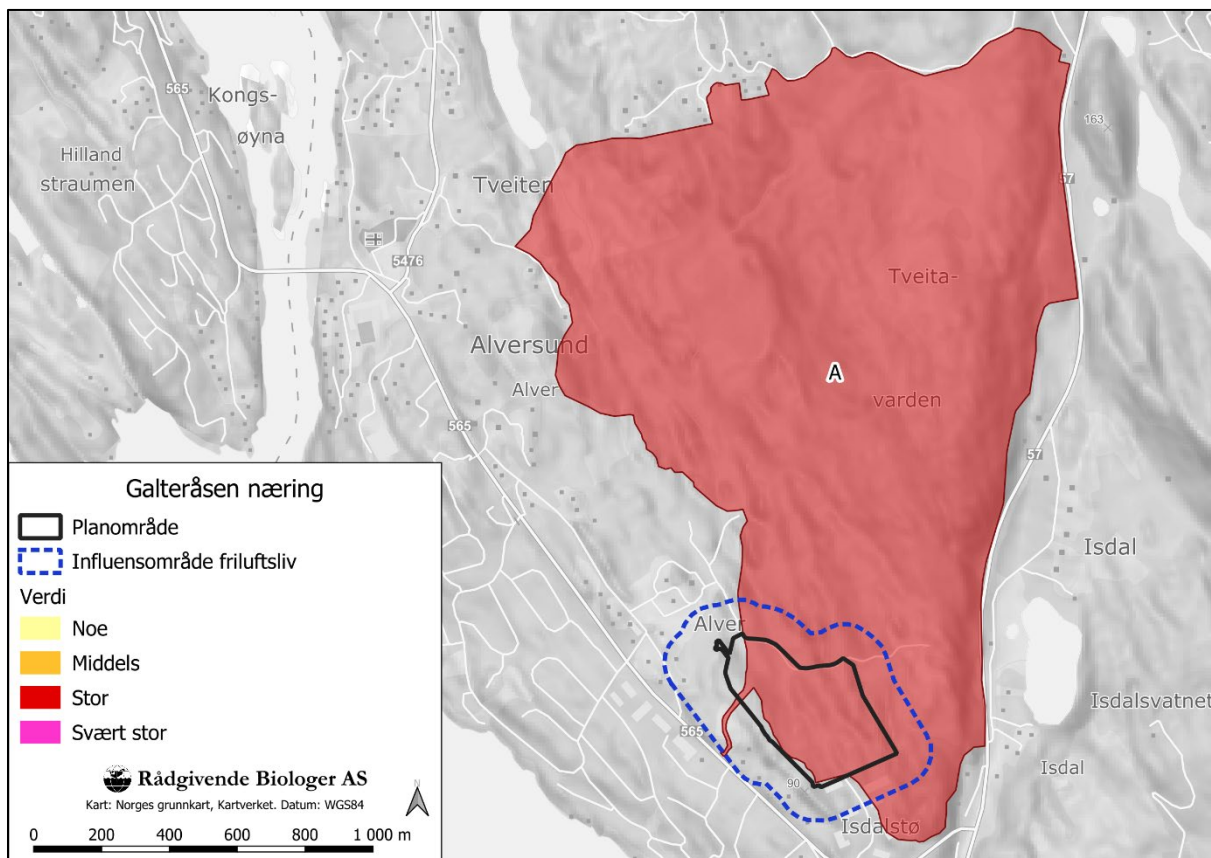 565
Kongs-
øyna
Hilland
straumen
163
57
Tveiten
5476
Tveita-
Alversund
A
Alver
varden
565
57
Isdal
Alver
Isdalsvatnet
565
Isdal
90
Isdalstø
Galteråsen næring
Planområde
Influensområde friluftsliv
Verdi
Noe
Middels
Stor
Svært stor
Rådgivende Biologer AS
N
Kart: Norges grunnkart, Kartverket. Datum: WGS84
0 200 400 600 800 1 000 m